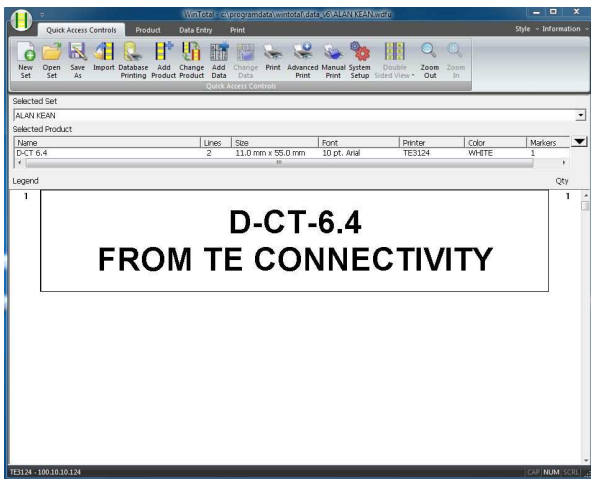 WinTotal - c:\programdata\wintotal\data_v6\ALAN KEAN.wdfu
Quick Access Controls Product Data Entry Print Style Information
New Set Open Set Save As Import Database Printing Add Product Change Product Add Data Change Data Print Advanced Print Manual Print System Setup Double Sided View Zoom Out Zoom In
Quick Access Controls
Selected Set
ALAN KEAN
Selected Product
Name Lines Size Font Printer Color Markers
D-CT 6.4 2 11.0 mm x 55.0 mm 10 pt. Arial TE3124 WHITE 1
Legend Qty
1 D-CT-6.4 1
FROM TE CONNECTIVITY
TE3124 - 100.10.10.124 CAP NUM SCRL